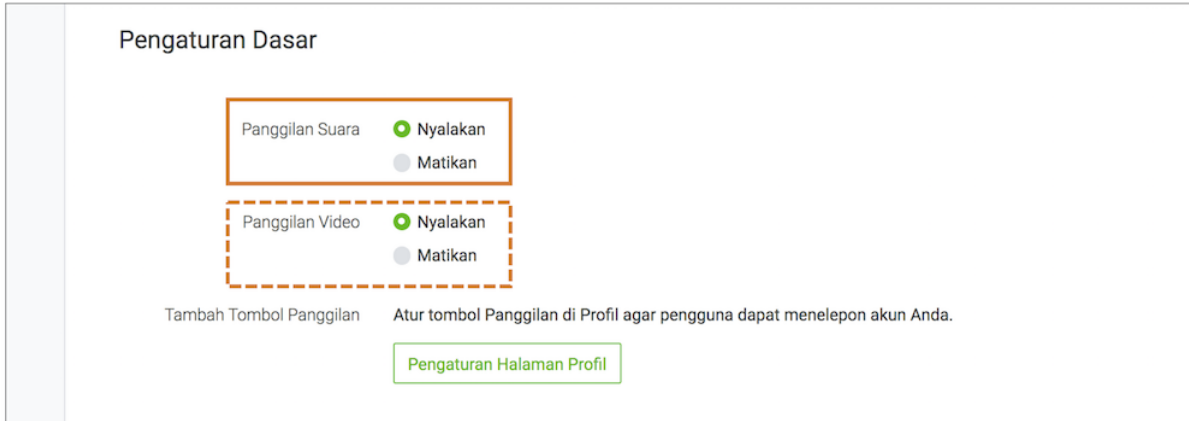 Pengaturan Dasar
Panggilan Suara Nyalakan
Matikan
Panggilan Video Nyalakan
Matikan
Tambah Tombol Panggilan Atur tombol Panggilan di Profil agar pengguna dapat menelepon akun Anda.
Pengaturan Halaman Profil